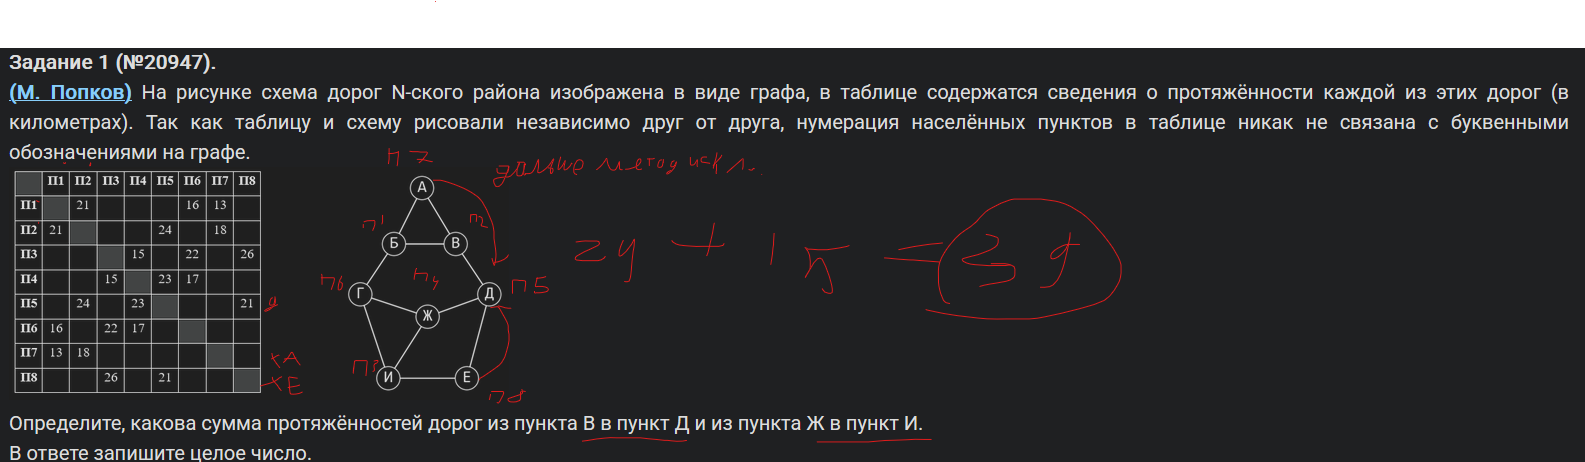 Задание 1 (№20947).
(М. Попков) На рисунке схема дорог N-ского района изображена в виде графа, в таблице содержатся сведения о протяжённости каждой из этих дорог (в
километрах). Так как таблицу и схему рисовали независимо друг от друга, нумерация населённых пунктов в таблице никак не связана с буквенными
обозначениями на графе.
П1 П2 П3 П4 П5 П6 П7 П8
П1 21 16 13
П2 21 24 18
П3 15 22 26
П4 15 23 17
П5 24 23 21 д
П6 16 22 17
П7 13 18 xА
П8 26 21 xЕ
П7
дальше метод искл.
А
П1 П2
Б В
П6 П4 П5
Г Д
Ж
П3
И Е
П8
24 + 15 = 39
Определите, какова сумма протяжённостей дорог из пункта В в пункт Д и из пункта Ж в пункт И.
В ответе запишите целое число.